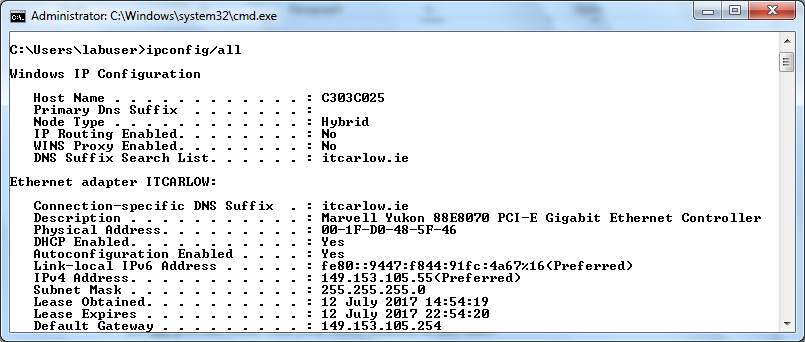 Administrator: C:\Windows\system32\cmd.exe
C:\Users\labuser>ipconfig/all
Windows IP Configuration
Host Name . . . . . . . . . . . . : C303C025
Primary Dns Suffix  . . . . . . . :
Node Type . . . . . . . . . . . . : Hybrid
IP Routing Enabled. . . . . . . . : No
WINS Proxy Enabled. . . . . . . . : No
DNS Suffix Search List. . . . . . : itcarlow.ie
Ethernet adapter ITCARLOW:
Connection-specific DNS Suffix  . : itcarlow.ie
Description . . . . . . . . . . . : Marvell Yukon 88E8070 PCI-E Gigabit Ethernet Controller
Physical Address. . . . . . . . . : 00-1F-D0-48-5F-46
DHCP Enabled. . . . . . . . . . . : Yes
Autoconfiguration Enabled . . . . : Yes
Link-local IPv6 Address . . . . . : fe80::9447:f844:91fc:4a67%16(Preferred)
IPv4 Address. . . . . . . . . . . : 149.153.105.55(Preferred)
Subnet Mask . . . . . . . . . . . : 255.255.255.0
Lease Obtained. . . . . . . . . . : 12 July 2017 14:54:19
Lease Expires . . . . . . . . . . : 12 July 2017 22:54:20
Default Gateway . . . . . . . . . : 149.153.105.254